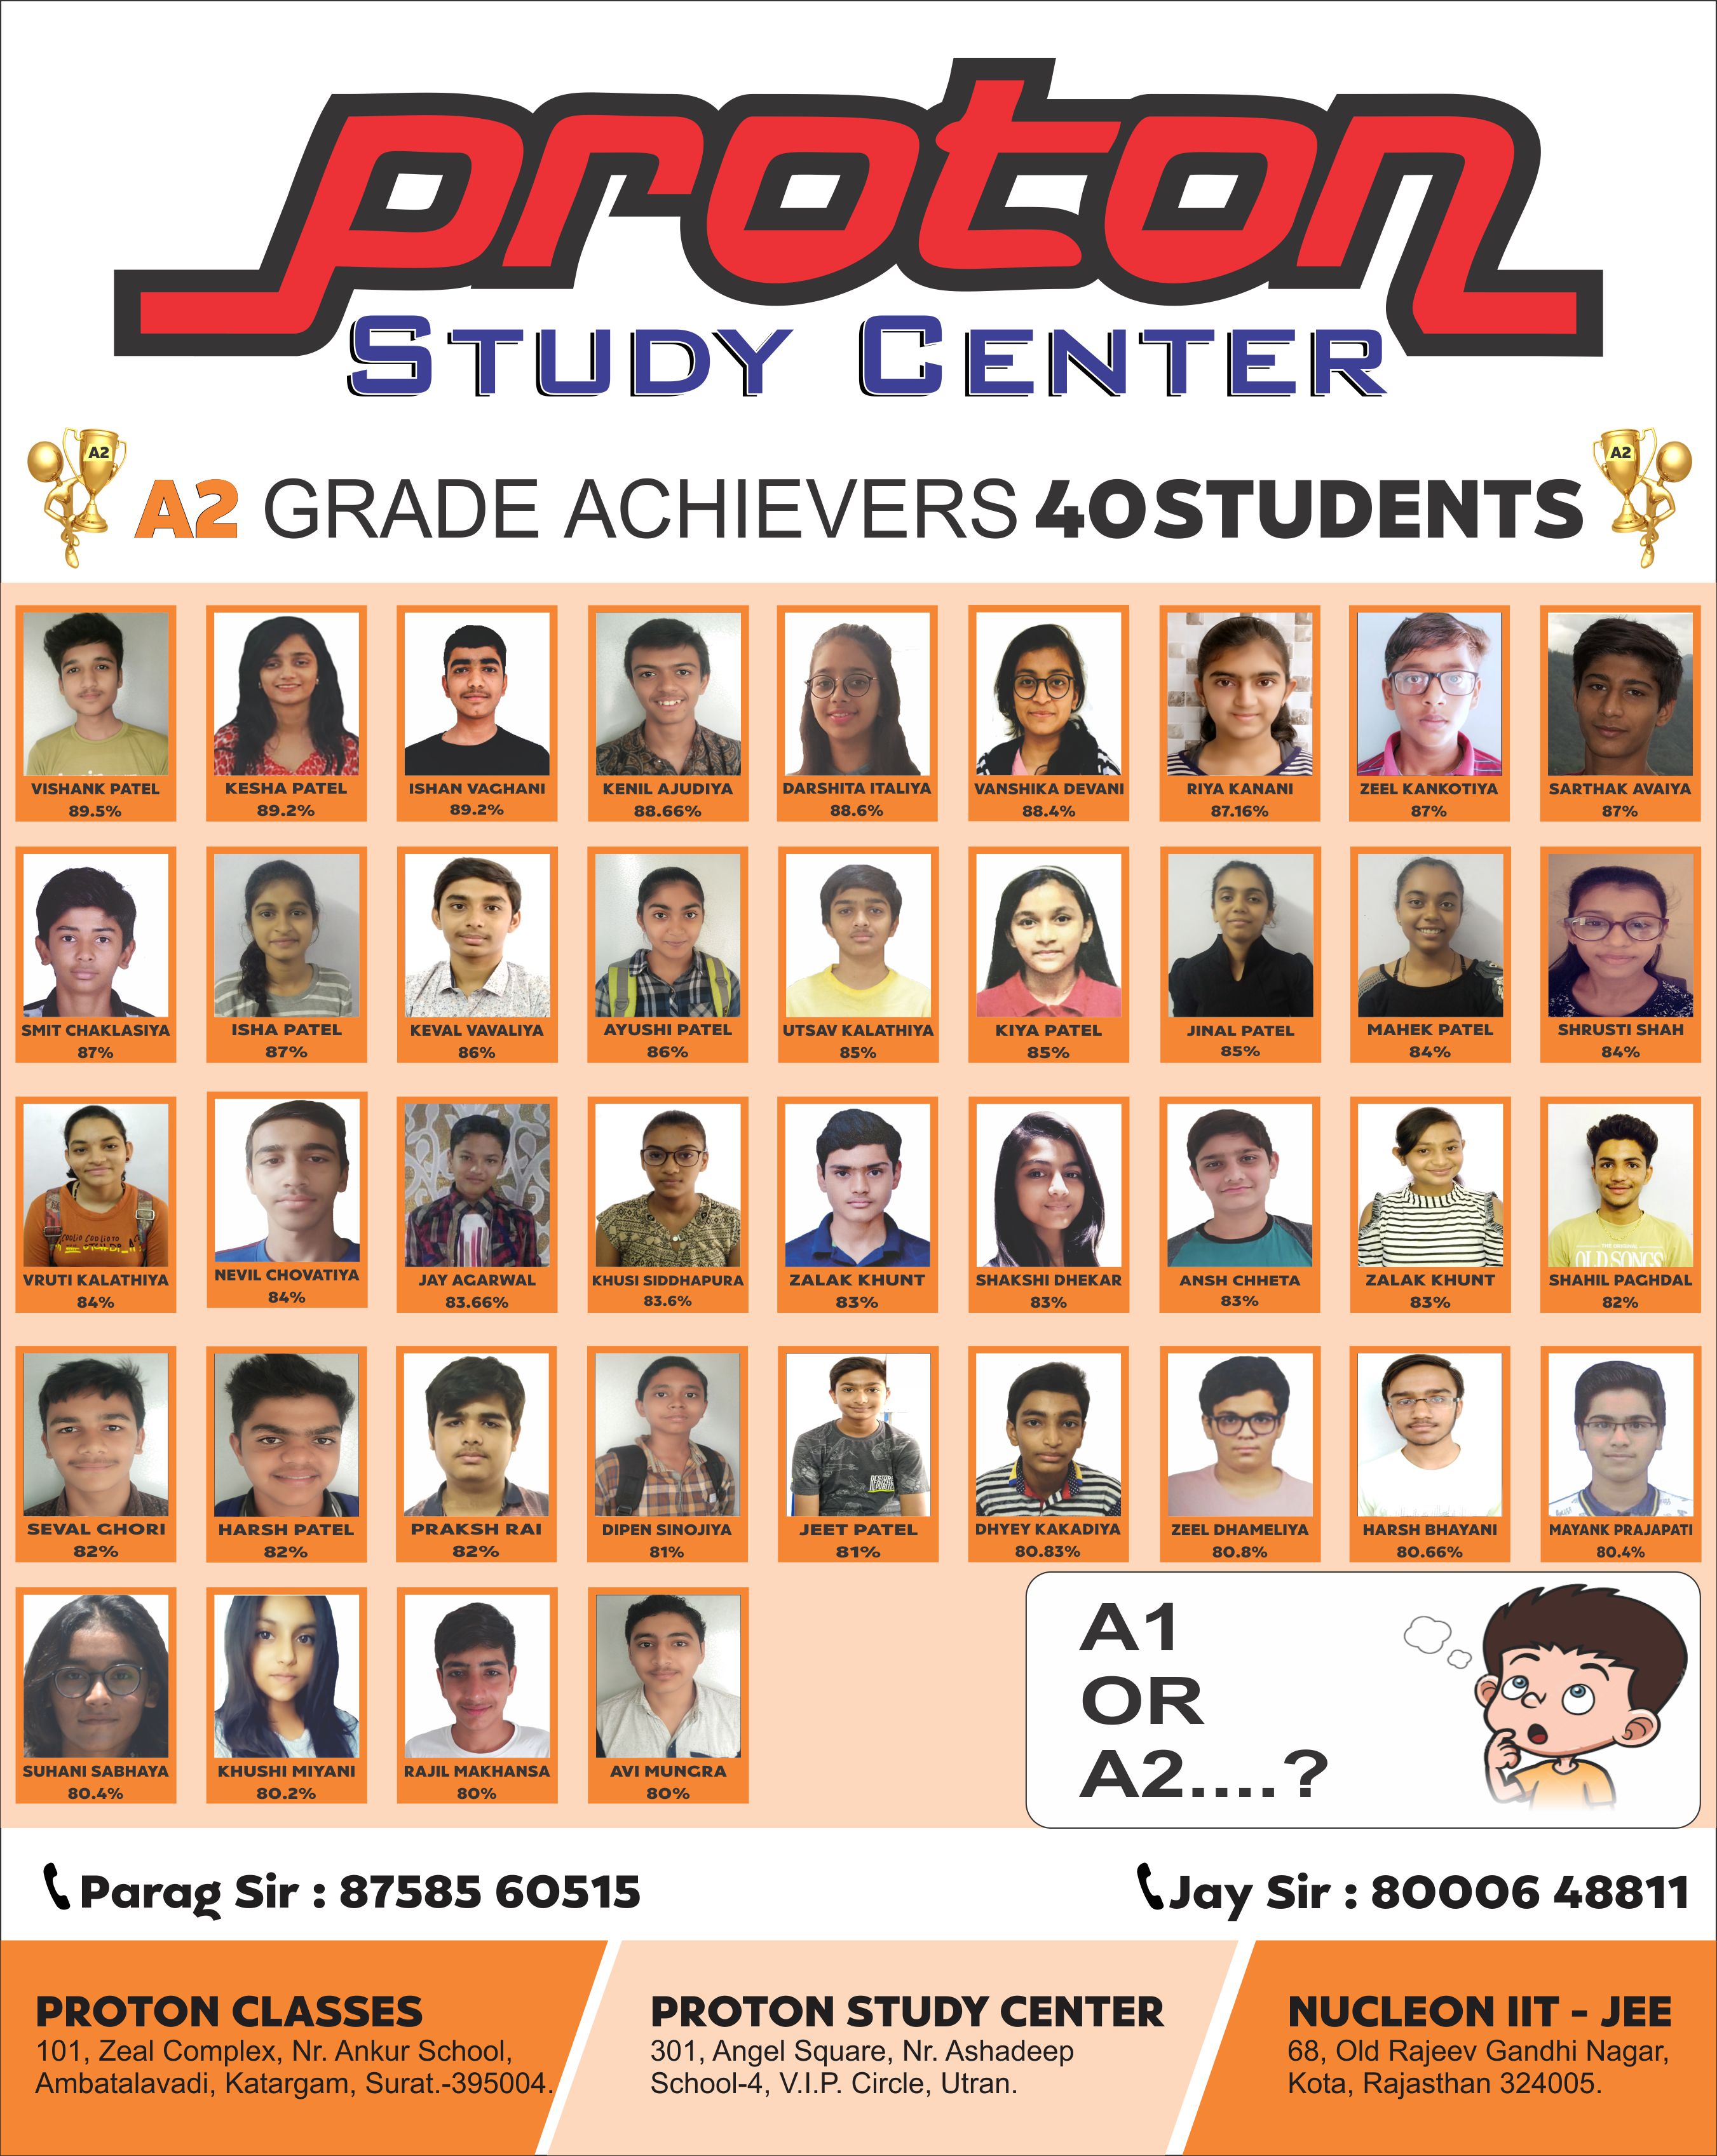 proton
STUDY CENTER
A2
A2
A2 GRADE ACHIEVERS 40 STUDENTS
VISHANK PATEL
89.5%
KESHA PATEL
89.2%
ISHAN VAGHANI
89.2%
KENIL AJUDIYA
88.66%
DARSHITA ITALIYA
88.6%
VANSHIKA DEVANI
88.4%
RIYA KANANI
87.16%
ZEEL KANKOTIYA
87%
SARTHAK AVAIYA
87%
SMIT CHAKLASIYA
87%
ISHA PATEL
87%
KEVAL VAVALIYA
86%
AYUSHI PATEL
86%
UTSAV KALATHIYA
85%
KIYA PATEL
85%
JINAL PATEL
85%
MAHEK PATEL
84%
SHRUSTI SHAH
84%
VRUTI KALATHIYA
84%
NEVIL CHOVATIYA
84%
JAY AGARWAL
83.66%
KHUSI SIDDHAPURA
83.6%
ZALAK KHUNT
83%
SHAKSHI DHEKAR
83%
ANSH CHHETA
83%
ZALAK KHUNT
83%
OLD SONGS
SHAHIL PAGHDAL
82%
SEVAL GHORI
82%
HARSH PATEL
82%
PRAKSH RAI
82%
DIPEN SINOJIYA
81%
JEET PATEL
81%
DHYEY KAKADIYA
80.83%
ZEEL DHAMELIYA
80.8%
HARSH BHAYANI
80.66%
MAYANK PRAJAPATI
80.4%
SUHANI SABHAYA
80.4%
KHUSHI MIYANI
80.2%
RAJIL MAKHANSA
80%
AVI MUNGRA
80%
A1
OR
A2....?
Parag Sir : 87585 60515
Jay Sir : 80006 48811
PROTON CLASSES
101, Zeal Complex, Nr. Ankur School,
Ambatalavadi, Katargam, Surat.-395004.
PROTON STUDY CENTER
301, Angel Square, Nr. Ashadeep
School-4, V.I.P. Circle, Utran.
NUCLEON IIT - JEE
68, Old Rajeev Gandhi Nagar,
Kota, Rajasthan 324005.